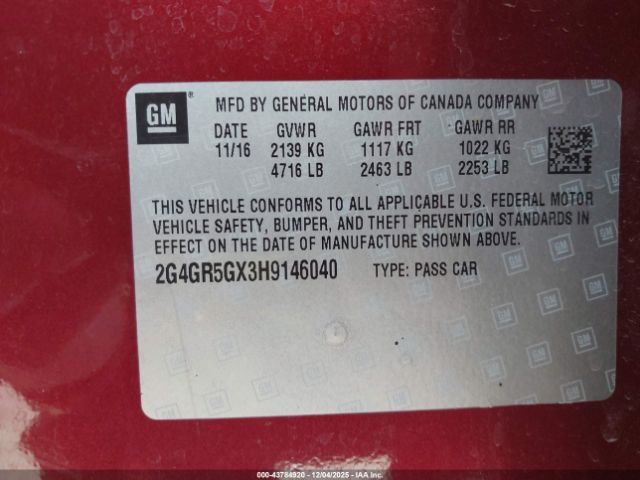 GM ®
MFD BY GENERAL MOTORS OF CANADA COMPANY
DATE GVWR GAWR FRT GAWR RR
11/16 2139 KG 1117 KG 1022 KG
4716 LB 2463 LB 2253 LB
THIS VEHICLE CONFORMS TO ALL APPLICABLE U.S. FEDERAL MOTOR
VEHICLE SAFETY, BUMPER, AND THEFT PREVENTION STANDARDS IN
EFFECT ON THE DATE OF MANUFACTURE SHOWN ABOVE.
2G4GR5GX3H9146040 TYPE: PASS CAR
000-43784920 - 12/04/2025 - IAAI.COM